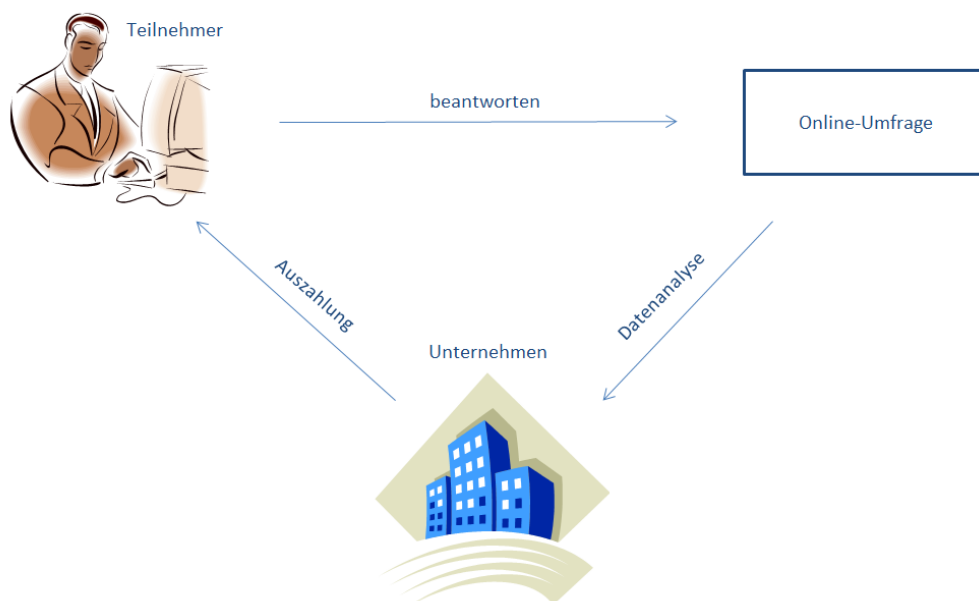 Teilnehmer
beantworten
Online-Umfrage
Auszahlung
Datenanalyse
Unternehmen